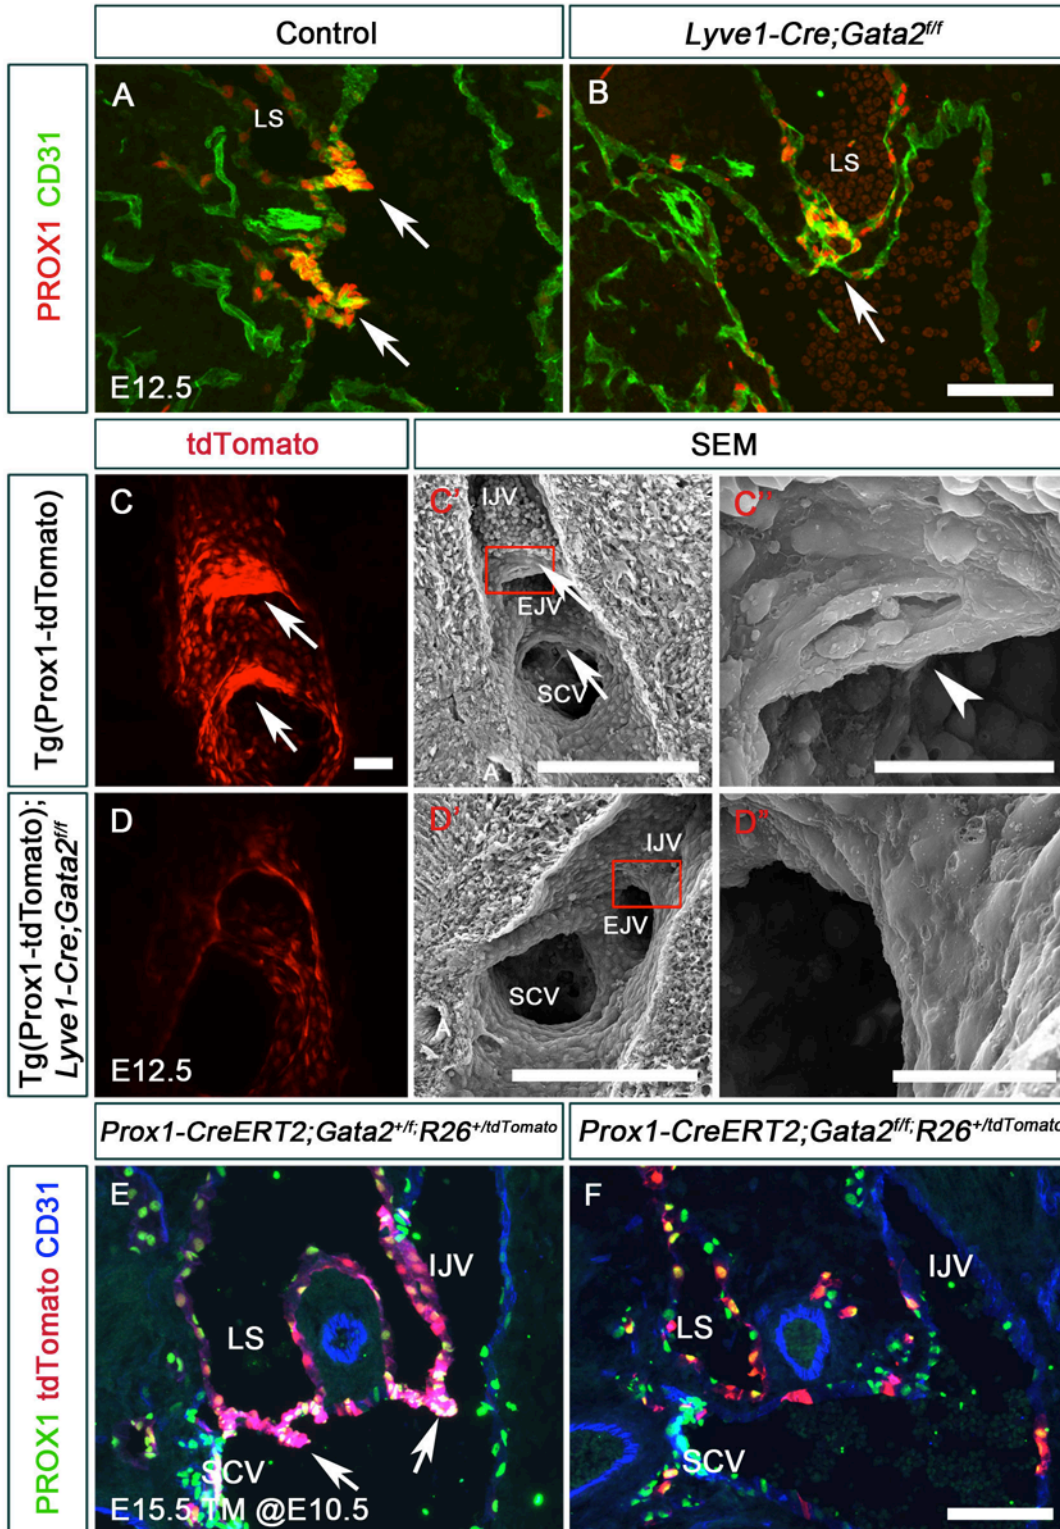 Control
Lyve1-Cre;Gata2f/f
PROX1 CD31
A
LS
E12.5
B
LS
tdTomato
SEM
Tg(Prox1-tdTomato)
C
C'
IJV
EJV
SCV
A
C"
Tg(Prox1-tdTomato);
Lyve1-Cre;Gata2f/f
D
E12.5
D'
IJV
EJV
SCV
A
D"
Prox1-CreERT2;Gata2+/f;R26+/tdTomato
Prox1-CreERT2;Gata2f/f;R26+/tdTomato
PROX1 tdTomato CD31
E
IJV
LS
SCV
E15.5 TM @E10.5
F
IJV
LS
SCV